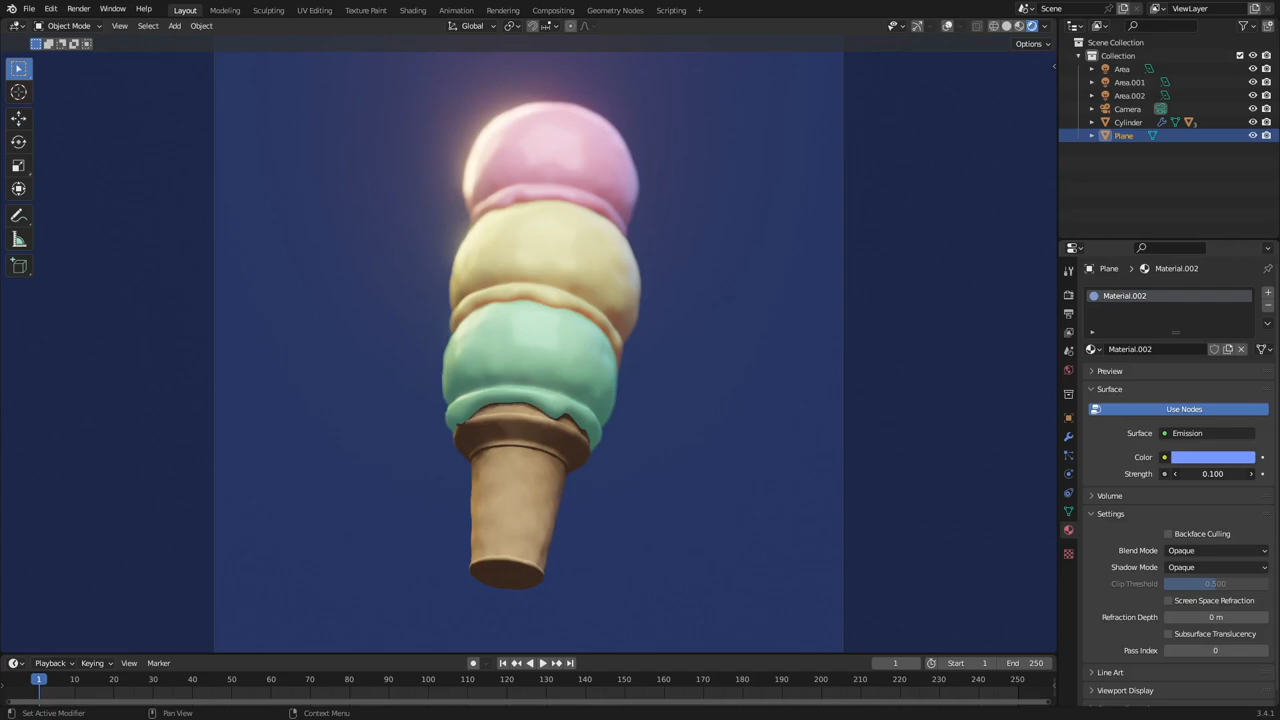 File Edit Render Window Help Layout Modeling Sculpting UV Editing Texture Paint Shading Animation Rendering Compositing Geometry Nodes Scripting + Scene ViewLayer
Object Mode View Select Add Object Global
Options
Scene Collection
Collection
Area
Area.001
Area.002
Camera
Cylinder 3
Plane
Plane Material.002
Material.002
Material.002
Preview
Surface
Use Nodes
Surface Emission
Color
Strength 0.100
Volume
Settings
Backface Culling
Blend Mode Opaque
Shadow Mode Opaque
Clip Threshold 0.500
Screen Space Refraction
Refraction Depth 0 m
Subsurface Translucency
Pass Index 0
Line Art
Viewport Display
Playback Keying View Marker 1 Start 1 End 250
1 10 20 30 40 50 60 70 80 90 100 110 120 130 140 150 160 170 180 190 200 210 220 230 240 250
Set Active Modifier Pan View Context Menu 3.4.1